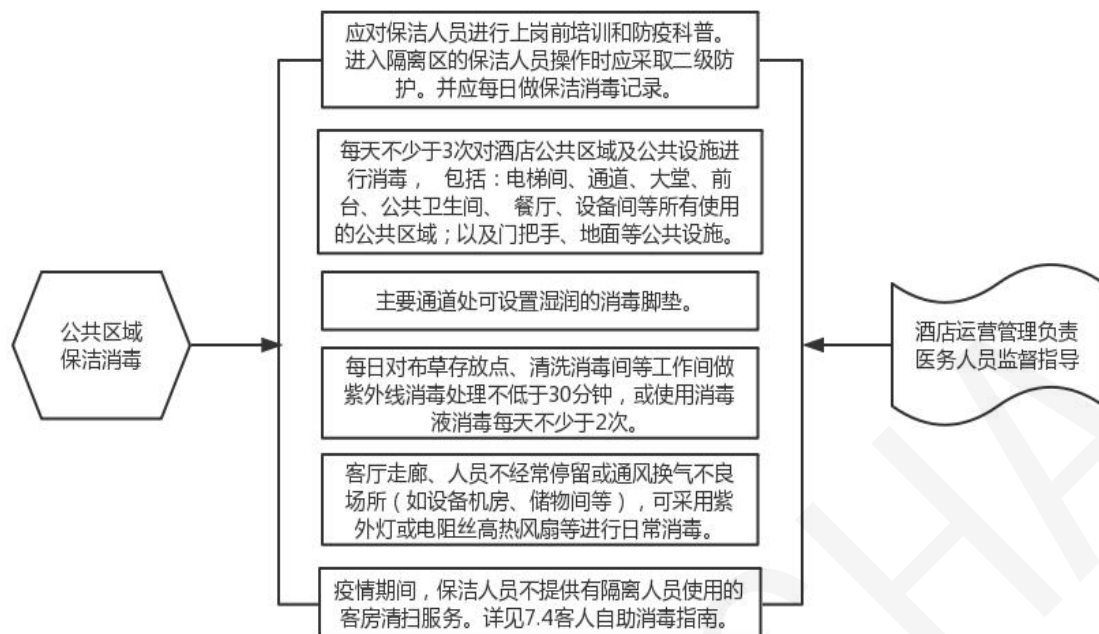 应对保洁人员进行上岗前培训和防疫科普。
进入隔离区的保洁人员操作时应采取二级防
护。并应每日做保洁消毒记录。
每天不少于3次对酒店公共区域及公共设施进
行消毒， 包括：电梯间、通道、大堂、前
台、公共卫生间、 餐厅、设备间等所有使用
的公共区域；以及门把手、地面等公共设施。
主要通道处可设置湿润的消毒脚垫。
公共区域
保洁消毒
酒店运营管理负责
医务人员监督指导
每日对布草存放点、清洗消毒间等工作间做
紫外线消毒处理不低于30分钟，或使用消毒
液消毒每天不少于2次。
客厅走廊、人员不经常停留或通风换气不良
场所（如设备机房、储物间等），可采用紫
外灯或电阻丝高热风扇等进行日常消毒。
疫情期间，保洁人员不提供有隔离人员使用的
客房清扫服务。详见7.4客人自助消毒指南。